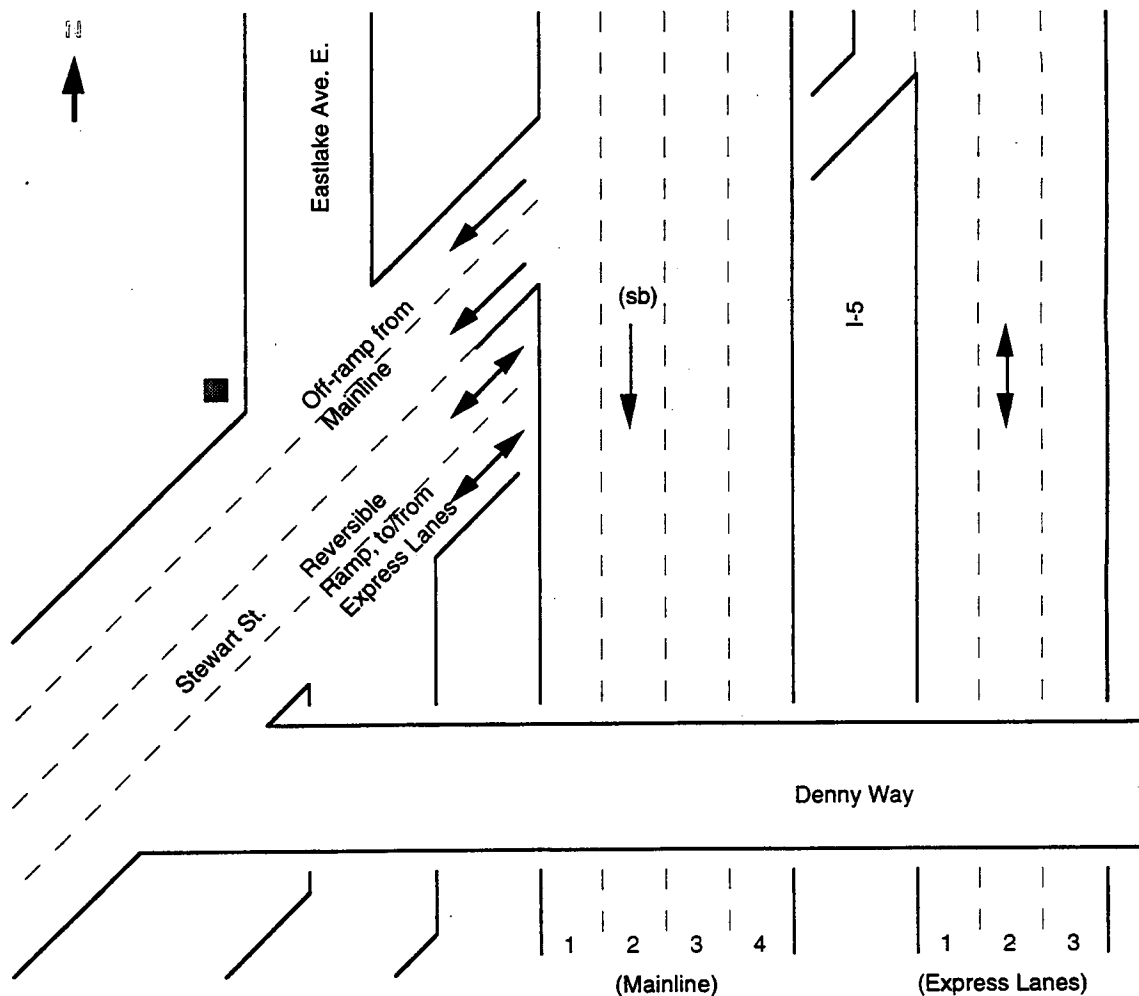 Eastlake Ave. E.
(sb)
I-5
Off-ramp from
Mainline
Reversible
Ramp, to/from
Express Lanes
Stewart St.
Denny Way
1 2 3 4 1 2 3
(Mainline) (Express Lanes)